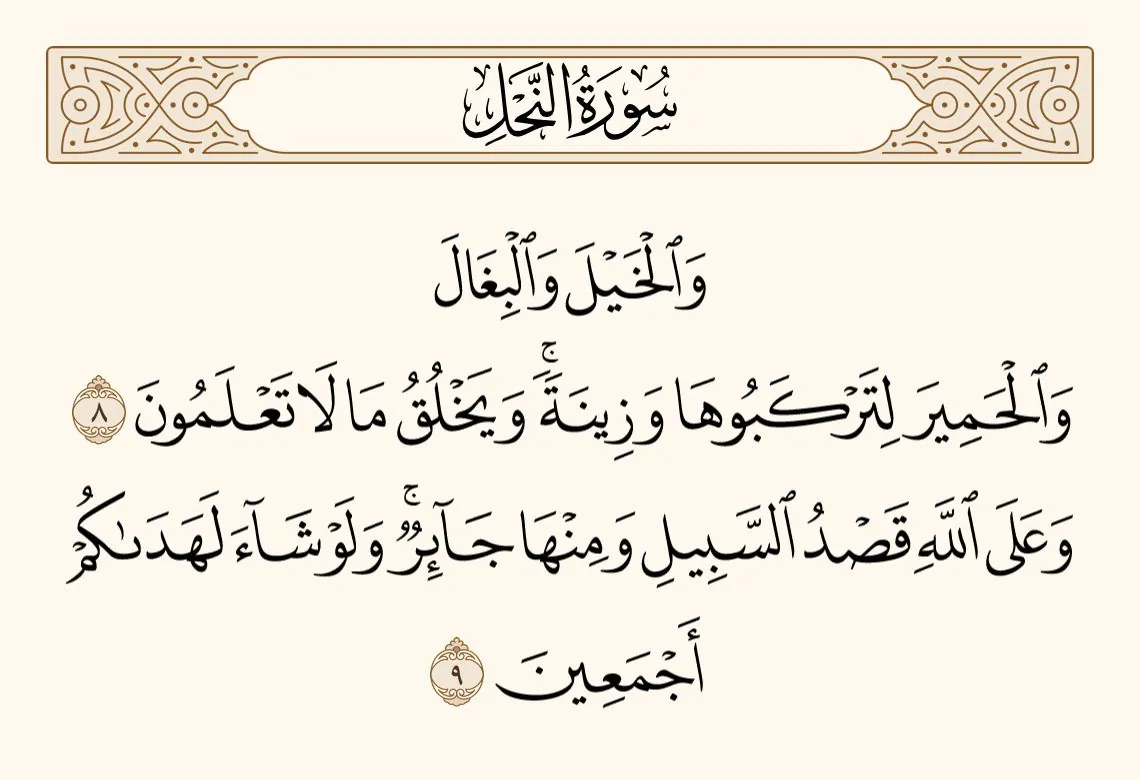 سُورَةُ النَّحْلِ
وَٱلْخَيْلَ وَٱلْبِغَالَ
وَٱلْحَمِيرَ لِتَرْكَبُوهَا وَزِينَةً ۚ وَيَخْلُقُ مَا لَا تَعْلَمُونَ ٨
وَعَلَى ٱللَّهِ قَصْدُ ٱلسَّبِيلِ وَمِنْهَا جَآئِرٌ ۚ وَلَوْ شَآءَ لَهَدَىٰكُمْ
أَجْمَعِينَ ٩